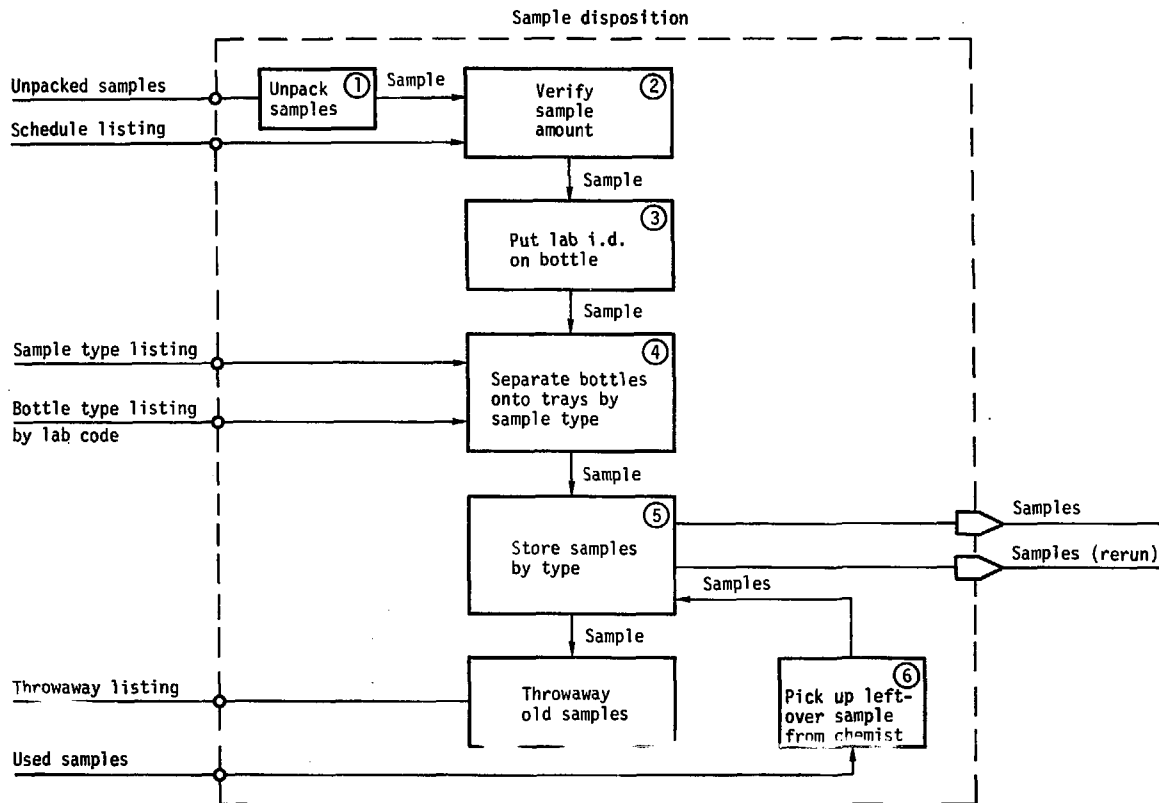 Sample disposition
Unpacked samples
Unpack
samples
1
Sample
Verify
sample
amount
2
Schedule listing
Sample
Put lab i.d.
on bottle
3
Sample
Sample type listing
Separate bottles
onto trays by
sample type
4
Bottle type listing
by lab code
Sample
Store samples
by type
5
Samples
Samples (rerun)
Samples
Sample
Throwaway listing
Throwaway
old samples
Pick up left-
over sample
from chemist
6
Used samples